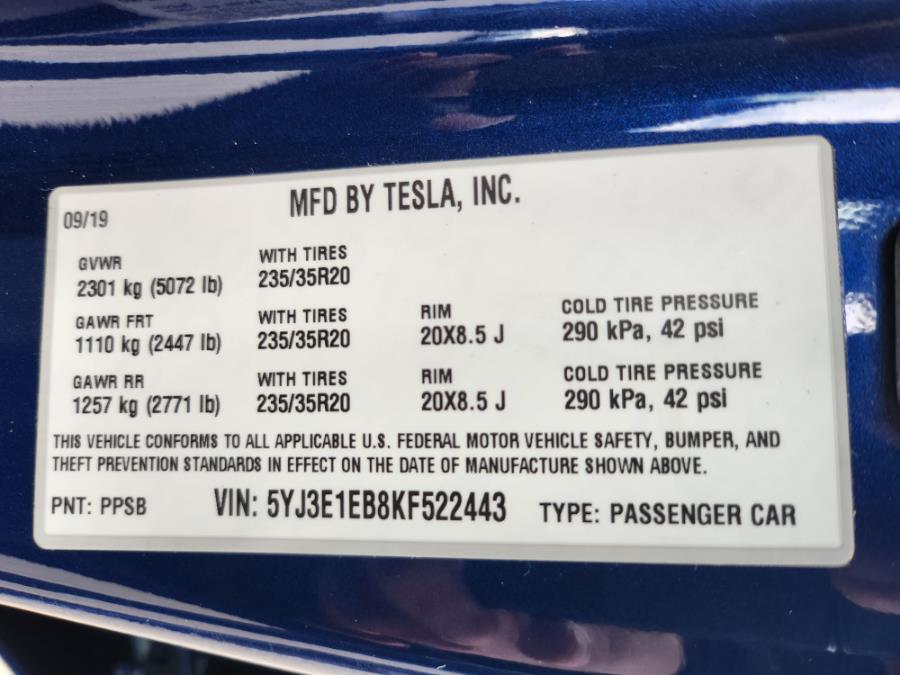 MFD BY TESLA, INC.
09/19
GVWR WITH TIRES
2301 kg (5072 lb) 235/35R20
GAWR FRT WITH TIRES RIM COLD TIRE PRESSURE
1110 kg (2447 lb) 235/35R20 20X8.5 J 290 kPa, 42 psi
GAWR RR WITH TIRES RIM COLD TIRE PRESSURE
1257 kg (2771 lb) 235/35R20 20X8.5 J 290 kPa, 42 psi
THIS VEHICLE CONFORMS TO ALL APPLICABLE U.S. FEDERAL MOTOR VEHICLE SAFETY, BUMPER, AND
THEFT PREVENTION STANDARDS IN EFFECT ON THE DATE OF MANUFACTURE SHOWN ABOVE.
PNT: PPSB VIN: 5YJ3E1EB8KF522443 TYPE: PASSENGER CAR